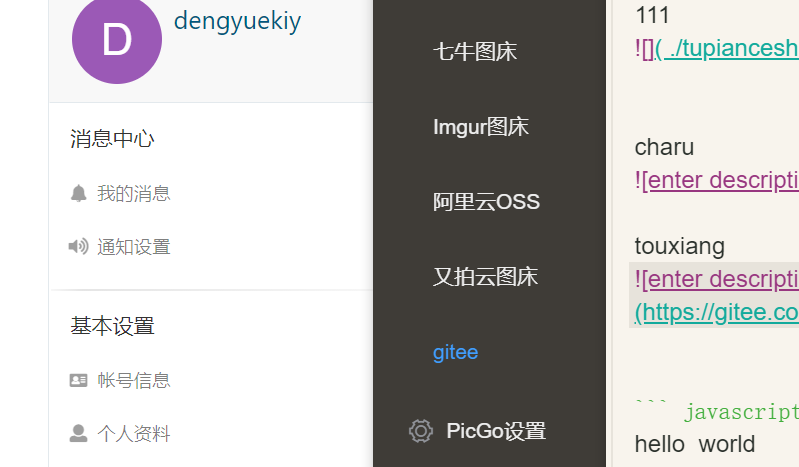 D
dengyuekiy
消息中心
我的消息
通知设置
基本设置
帐号信息
个人资料
七牛图床
Imgur图床
阿里云OSS
又拍云图床
gitee
PicGo设置
111
![]( ./tupiancesh
charu
![enter descripti
touxiang
![enter descripti
(https://gitee.co
``` javascript
hello world